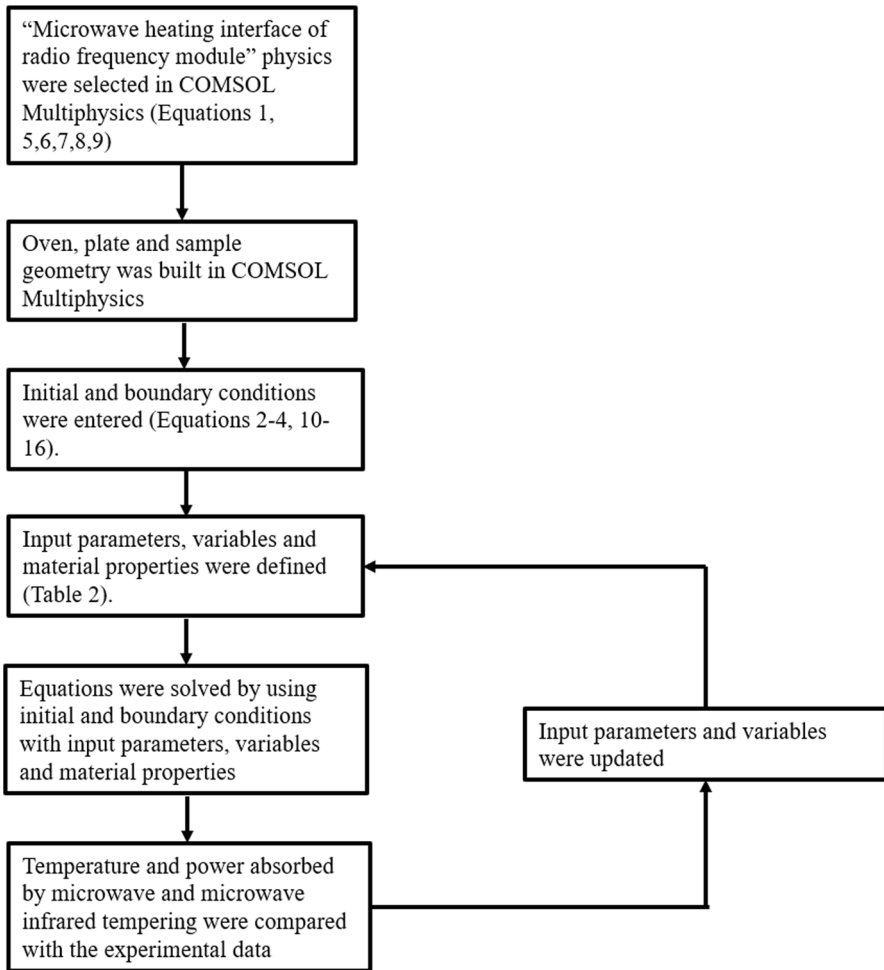 “Microwave heating interface of
radio frequency module” physics
were selected in COMSOL
Multiphysics (Equations 1,
5,6,7,8,9)
Oven, plate and sample
geometry was built in COMSOL
Multiphysics
Initial and boundary conditions
were entered (Equations 2-4, 10-
16).
Input parameters, variables and
material properties were defined
(Table 2).
Equations were solved by using
initial and boundary conditions
with input parameters, variables
and material properties
Input parameters and variables
were updated
Temperature and power absorbed
by microwave and microwave
infrared tempering were compared
with the experimental data